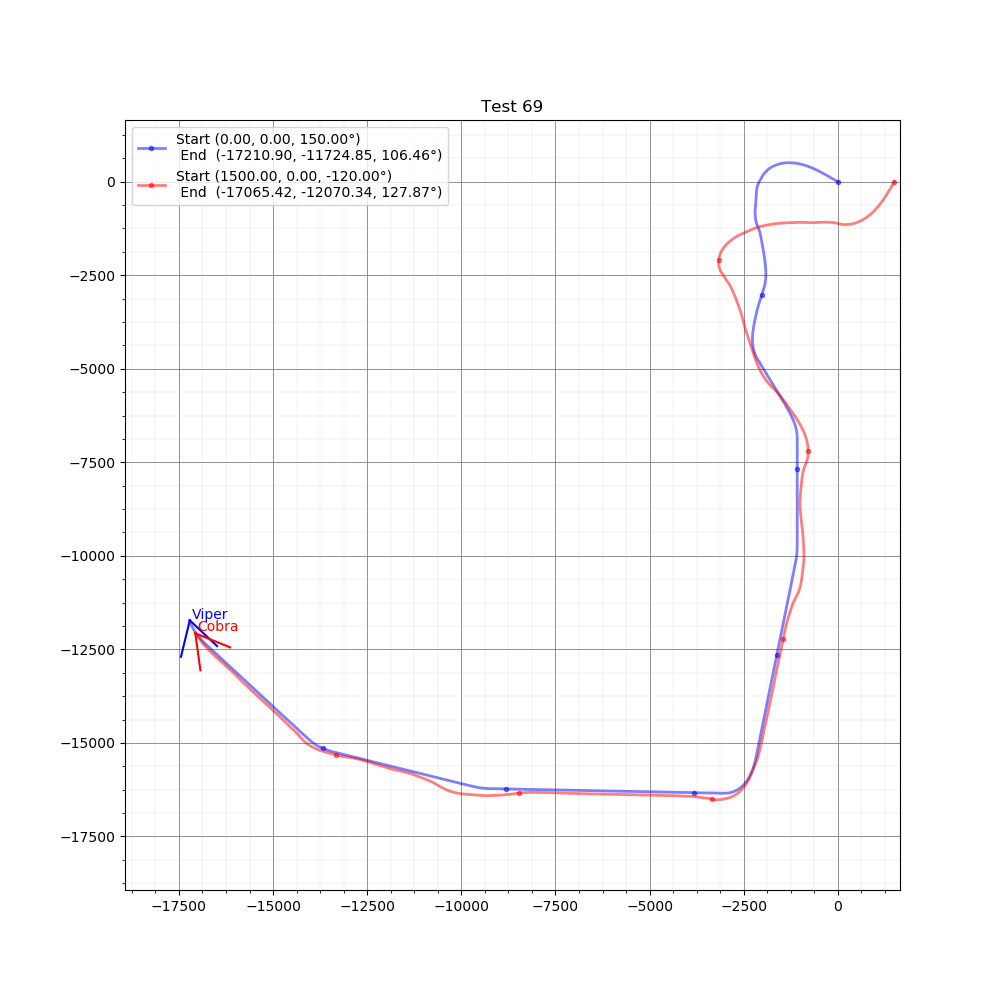 Test 69
Start (0.00, 0.00, 150.00°)
End (-17210.90, -11724.85, 106.46°)
Start (1500.00, 0.00, -120.00°)
End (-17065.42, -12070.34, 127.87°)
0
−2500
−5000
−7500
−10000
−12500
−15000
−17500
Viper
Cobra
−17500 −15000 −12500 −10000 −7500 −5000 −2500 0